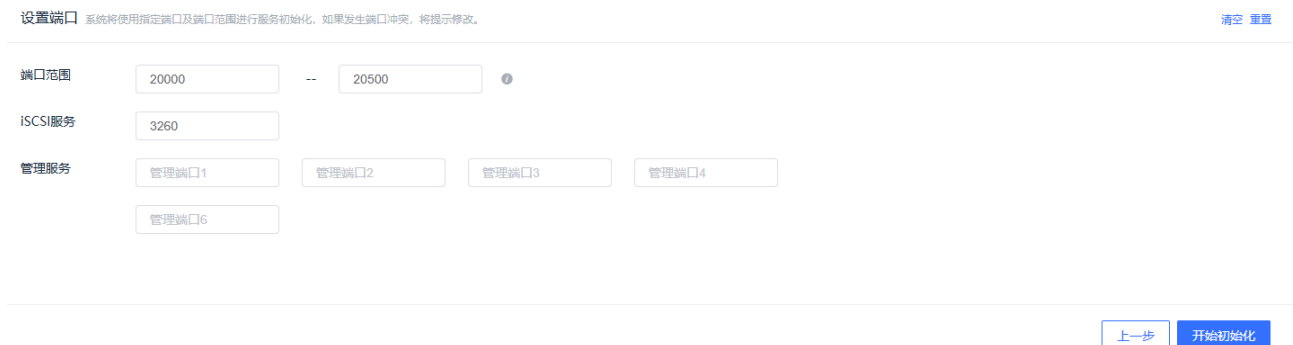 设置端口 系统将使用指定端口及端口范围进行服务初始化，如果发生端口冲突，将提示修改。 清空 重置
端口范围 20000 -- 20500
iSCSI服务 3260
管理服务 管理端口1 管理端口2 管理端口3 管理端口4
管理端口6
上一步 开始初始化